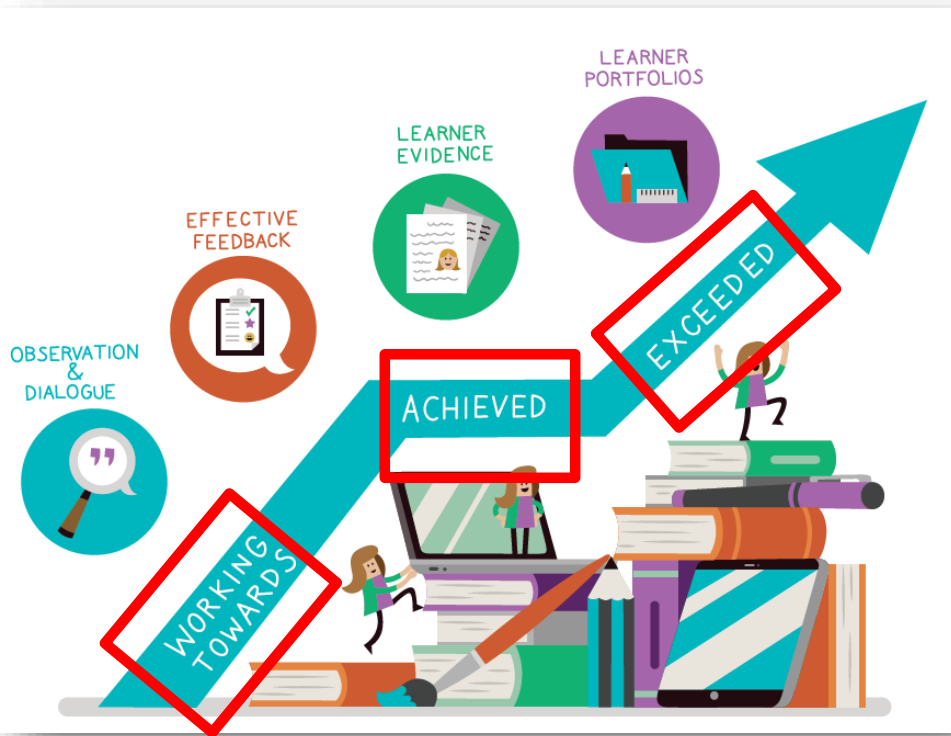 LEARNER
PORTFOLIOS
LEARNER
EVIDENCE
EFFECTIVE
FEEDBACK
OBSERVATION
&
DIALOGUE
WORKING
TOWARDS
ACHIEVED
EXCEEDED